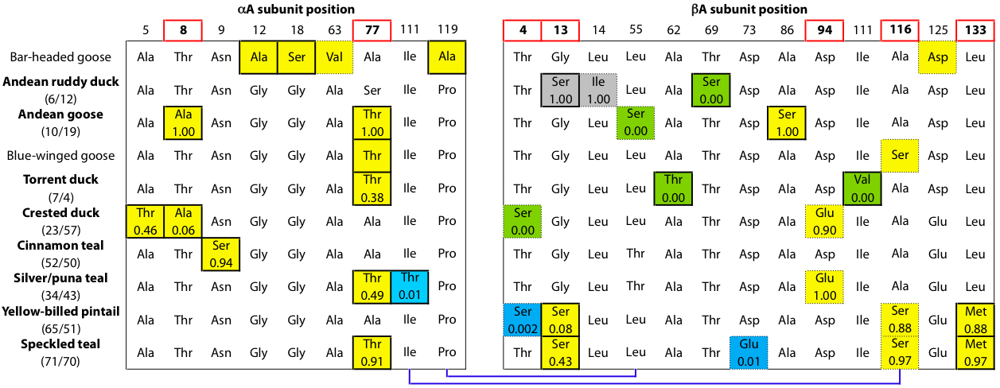 αA subunit position βA subunit position
5 8 9 12 18 63 77 111 119 4 13 14 55 62 69 73 86 94 111 116 125 133
Bar-headed goose Ala Thr Asn Ala Ser Val Ala Ile Ala Thr Gly Leu Leu Ala Thr Asp Ala Asp Ile Ala Asp Leu
Andean ruddy duck Ala Thr Asn Gly Gly Ala Ser Ile Pro Thr Ser Ile Leu Ala Ser Asp Ala Asp Ile Ala Asp Leu
(6/12) 1.00 1.00 0.00
Andean goose Ala Ala Asn Gly Gly Ala Thr Ile Pro Thr Gly Leu Ser Ala Thr Asp Ser Asp Ile Ala Asp Leu
(10/19) 1.00 1.00 0.00 1.00
Blue-winged goose Ala Thr Asn Gly Gly Ala Thr Ile Pro Thr Gly Leu Leu Ala Thr Asp Ala Asp Ile Ser Asp Leu
Torrent duck Ala Thr Asn Gly Gly Ala Thr Ile Pro Thr Gly Leu Leu Thr Thr Asp Ala Asp Val Ala Asp Leu
(7/4) 0.38 0.00 0.00
Crested duck Thr Ala Asn Gly Gly Ala Ala Ile Pro Ser Gly Leu Leu Ala Thr Asp Ala Glu Ile Ala Glu Leu
(23/57) 0.46 0.06 0.00 0.90
Cinnamon teal Ala Thr Ser Gly Gly Ala Ala Ile Pro Thr Gly Leu Thr Ala Thr Asp Ala Asp Ile Ala Glu Leu
(52/50) 0.94
Silver/puna teal Ala Thr Asn Gly Gly Ala Thr Thr Pro Thr Gly Leu Thr Ala Thr Asp Ala Glu Ile Ala Glu Leu
(34/43) 0.49 0.01 1.00
Yellow-billed pintail Ala Thr Asn Gly Gly Ala Ala Ile Pro Ser Ser Leu Leu Ala Thr Asp Ala Asp Ile Ser Glu Met
(65/51) 0.002 0.08 0.88 0.88
Speckled teal Ala Thr Asn Gly Gly Ala Thr Ile Pro Thr Ser Leu Leu Ala Thr Glu Ala Asp Ile Ser Glu Met
(71/70) 0.91 0.43 0.01 0.97 0.97